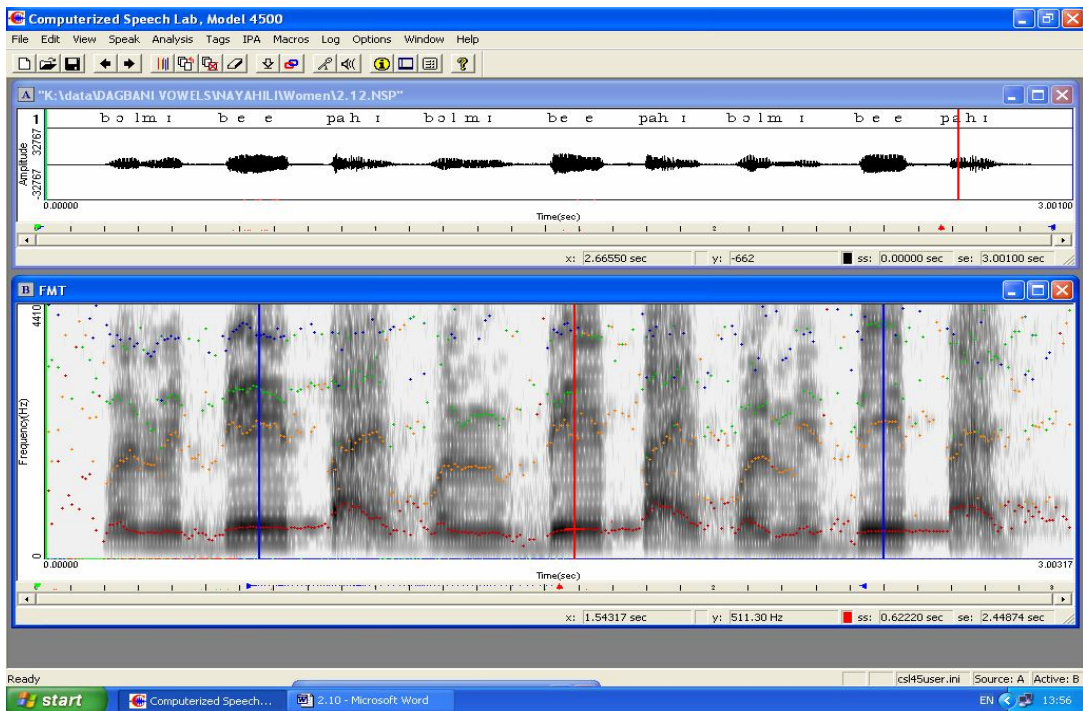 Computerized Speech Lab, Model 4500
File Edit View Speak Analysis Tags IPA Macros Log Options Window Help
A "K:\data\DAGBANI VOWELS\NAYAHILI\Women\2.12.NSP"
1 b ɔ l m ɪ b e e pah ɪ b ɔ l m ɪ be e pah ɪ b ɔ l m ɪ b e e pa h ɪ
Amplitude
-32767 32767
0.00000 3.00100
Time(sec)
2
x: 2.66550 sec y: -662 ss: 0.00000 sec se: 3.00100 sec
B FMT
4410
Frequency(Hz)
0
0.00000 3.00317
Time(sec)
2 3
x: 1.54317 sec y: 511.30 Hz ss: 0.62220 sec se: 2.44874 sec
Ready csl45user.ini Source: A Active: B
start Computerized Speech... 2.10 - Microsoft Word EN 13:56